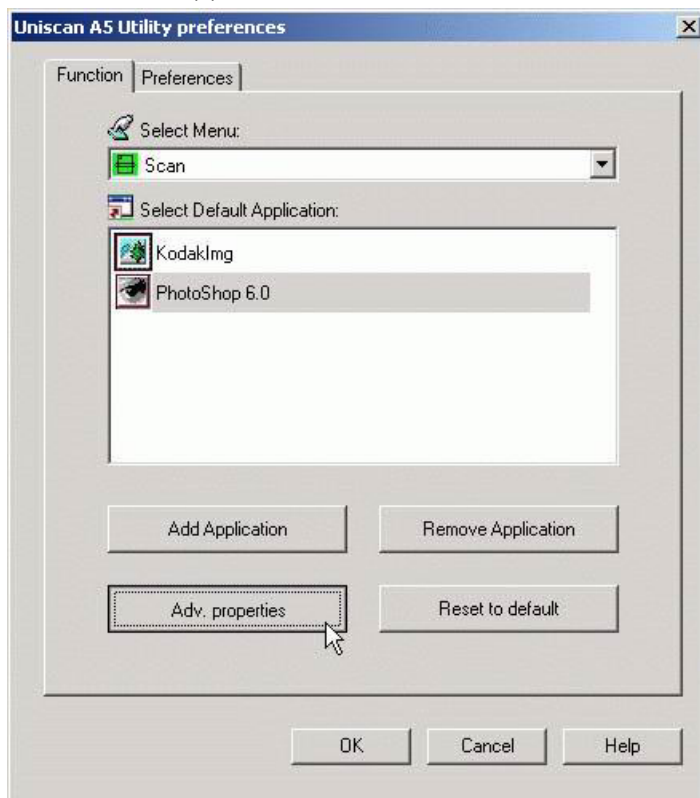 Uniscan A5 Utility preferences
Function Preferences
Select Menu:
Scan
Select Default Application:
KodakImg
PhotoShop 6.0
Add Application Remove Application
Adv. properties Reset to default
OK Cancel Help